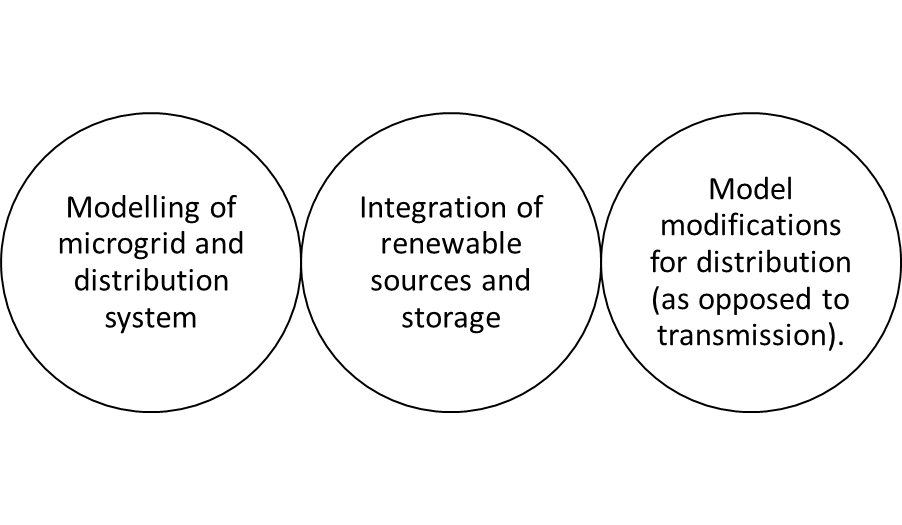 Modelling of
microgrid and
distribution
system
Integration of
renewable
sources and
storage
Model
modifications
for distribution
(as opposed to
transmission).